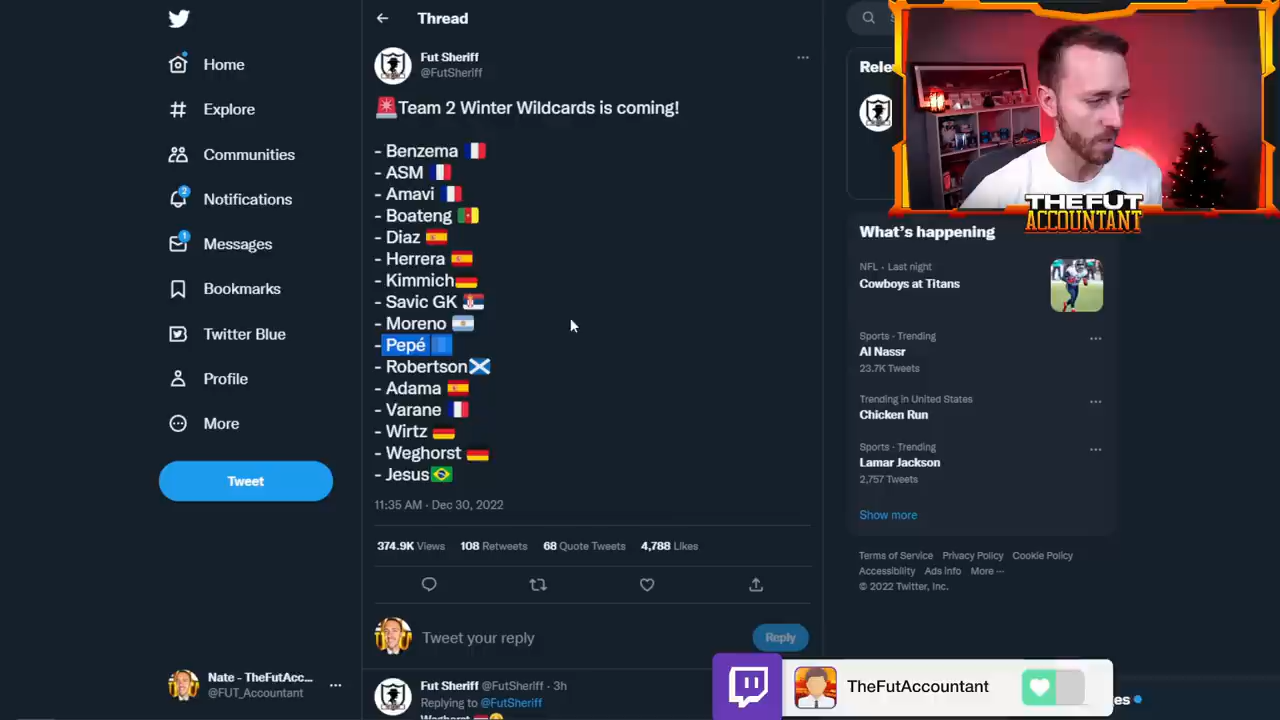 Thread
Home
Explore
Communities
Notifications
2
Messages
1
Bookmarks
Twitter Blue
Profile
More
Tweet
Nate - TheFutAcc...
@FUT_Accountant
Fut Sheriff
@FutSheriff
🚨Team 2 Winter Wildcards is coming!
- Benzema 🇫🇷
- ASM 🇫🇷
- Amavi 🇫🇷
- Boateng 🇨🇲
- Diaz 🇪🇸
- Herrera 🇪🇸
- Kimmich🇩🇪
- Savic GK 🇷🇸
- Moreno 🇦🇷
- Pepé
- Robertson🏴󠁧󠁢󠁳󠁣󠁴󠁿
- Adama 🇪🇸
- Varane 🇫🇷
- Wirtz 🇩🇪
- Weghorst 🇩🇪
- Jesus🇧🇷
11:35 AM · Dec 30, 2022
374.9K Views 108 Retweets 68 Quote Tweets 4,788 Likes
Tweet your reply
Reply
Fut Sheriff @FutSheriff · 3h
Replying to @FutSheriff
THE FUT
ACCOUNTANT
What's happening
NFL · Last night
Cowboys at Titans
Sports · Trending
Al Nassr
23.7K Tweets
Trending in United States
Chicken Run
Sports · Trending
Lamar Jackson
2,757 Tweets
Show more
Terms of Service Privacy Policy Cookie Policy
Accessibility Ads info More ···
© 2022 Twitter, Inc.
TheFutAccountant